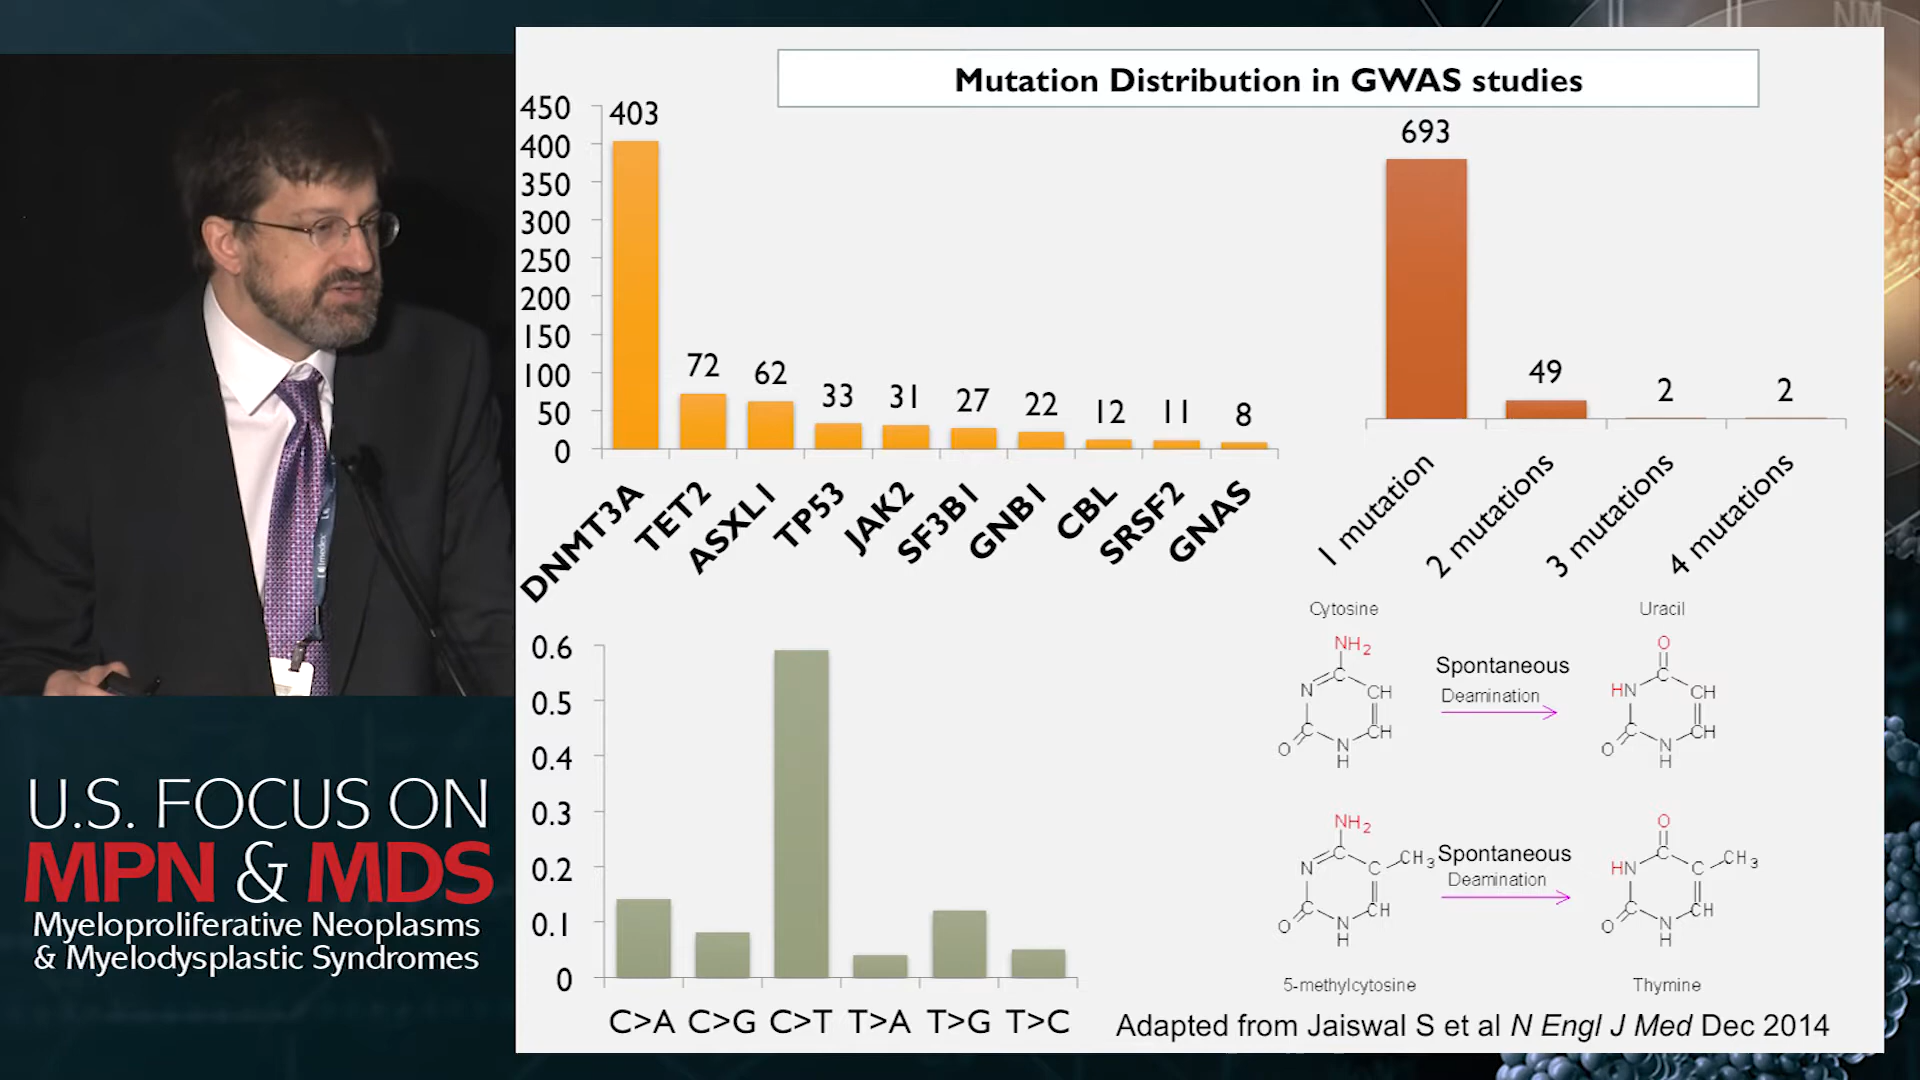 Mutation Distribution in GWAS studies
450
400
350
300
250
200
150
100
50
0
403
72
62
33
31
27
22
12
11
8
DNMT3A
TET2
ASXL1
TP53
JAK2
SF3B1
GNB1
CBL
SRSF2
GNAS
693
49
2
2
1 mutation
2 mutations
3 mutations
4 mutations
0.6
0.5
0.4
0.3
0.2
0.1
0
C>A C>G C>T T>A T>G T>C
Cytosine
Uracil
NH2
N
CH
CH
N
H
O
Spontaneous
Deamination
O
HN
C
CH
C
CH
O
N
H
NH2
N
C
C
CH3
C
CH
O
N
H
Spontaneous
Deamination
O
HN
C
C
CH3
C
CH
O
N
H
5-methylcytosine
Thymine
Adapted from Jaiswal S et al N Engl J Med Dec 2014
U.S. FOCUS ON
MPN & MDS
Myeloproliferative Neoplasms
& Myelodysplastic Syndromes
NM